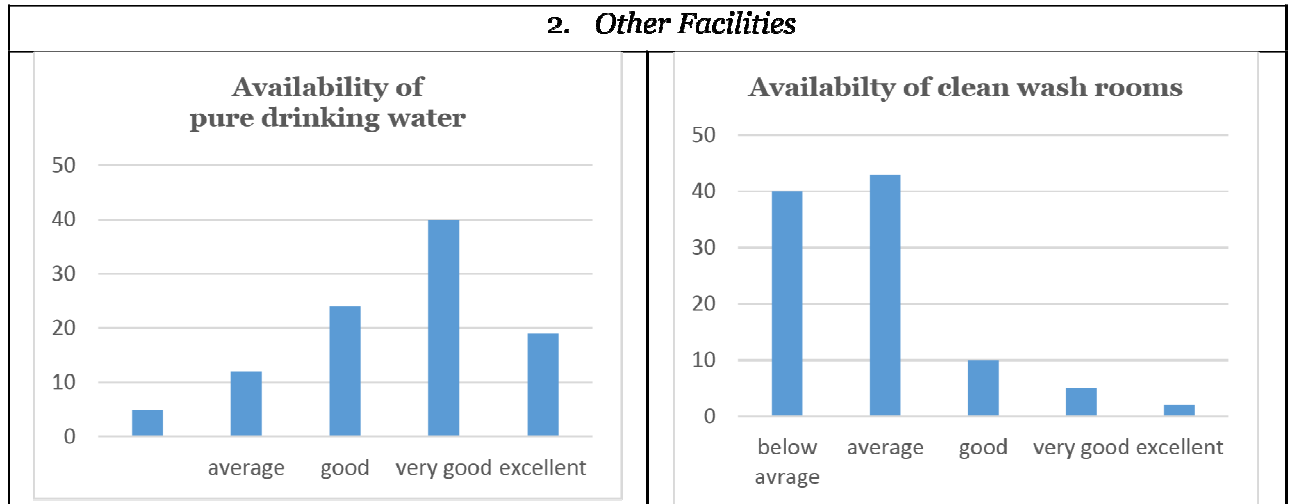 2. Other Facilities
Availability of
pure drinking water
50
40
30
20
10
0
average good very good excellent
Availabilty of clean wash rooms
50
40
30
20
10
0
below average good very good excellent
avrage